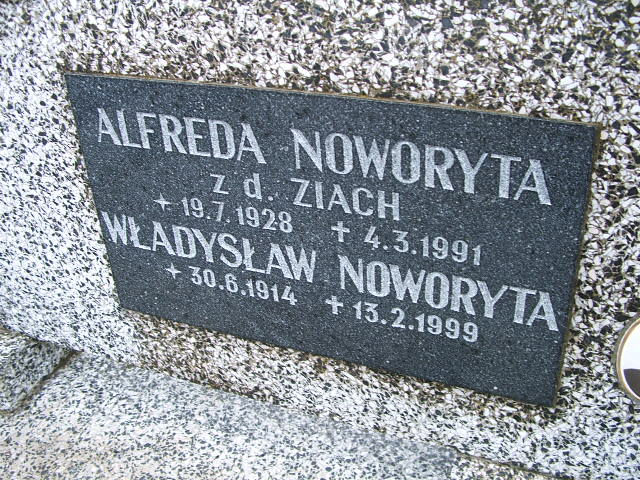 ALFREDA NOWORYTA
z d. ZIACH
* 19.7.1928 + 4.3.1991
WŁADYSŁAW NOWORYTA
* 30.6.1914 + 13.2.1999